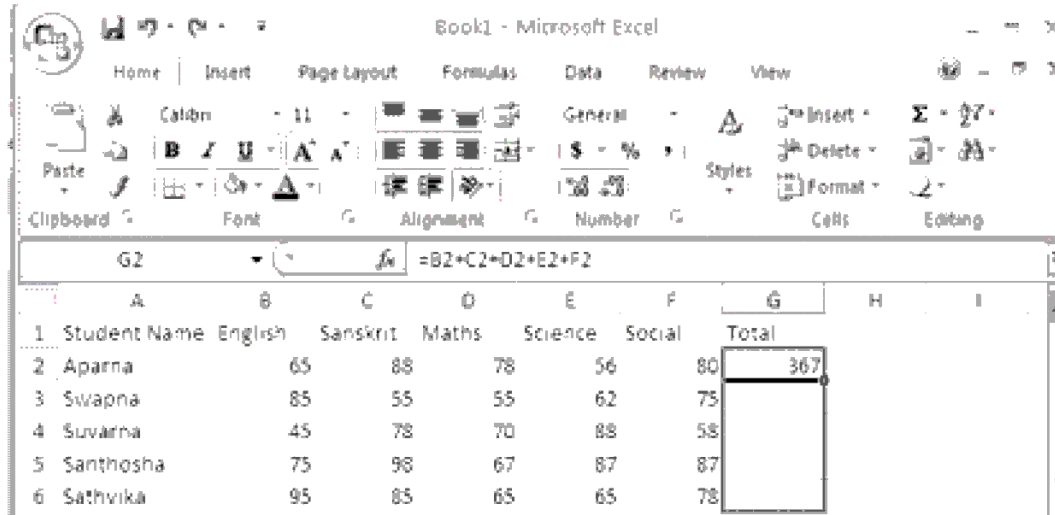 Book1 - Microsoft Excel
Home Insert Page Layout Formulas Data Review View
Calibri 11 General Insert
B I U A A $ % , Styles Delete
Paste Format
Clipboard Font Alignment Number Cells Editing
G2 fx =B2+C2+D2+E2+F2
A B C D E F G H I
1 Student Name English Sanskrit Maths Science Social Total
2 Aparna 65 88 78 56 80 367
3 Swapna 85 55 55 62 75
4 Suvarna 45 78 70 88 58
5 Santhosha 75 98 67 87 87
6 Sathvika 95 85 65 65 78